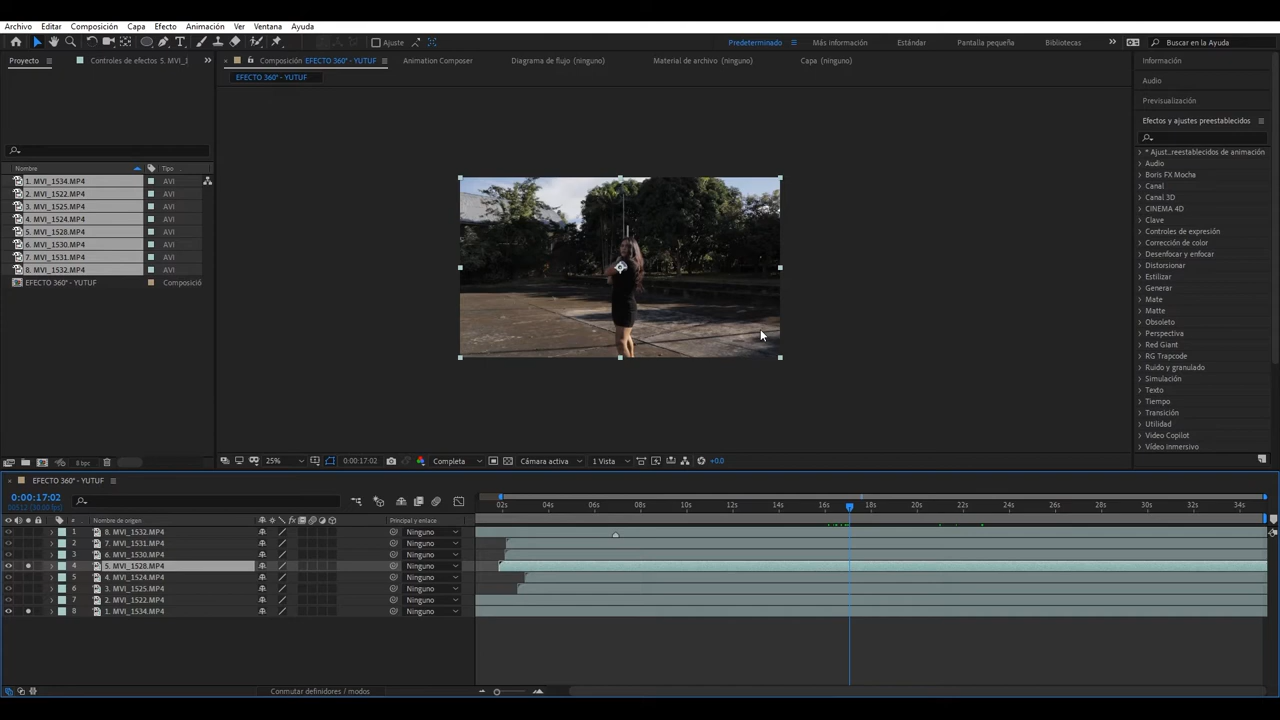 Archivo Editar Composición Capa Efecto Animación Ver Ventana Ayuda
Ajuste Predeterminado Más información Estándar Pantalla pequeña Bibliotecas Buscar en la Ayuda
Proyecto Controles de efectos 5. MVI_1 Composición EFECTO 360° - YUTUF Animation Composer Diagrama de flujo (ninguno) Material de archivo (ninguno) Capa (ninguno) Información
EFECTO 360° - YUTUF Audio
Previsualización
Efectos y ajustes preestablecidos
Nombre Tipo
1. MVI_1534.MP4 AVI
2. MVI_1522.MP4 AVI
3. MVI_1525.MP4 AVI
4. MVI_1524.MP4 AVI
5. MVI_1528.MP4 AVI
6. MVI_1530.MP4 AVI
7. MVI_1531.MP4 AVI
8. MVI_1532.MP4 AVI
EFECTO 360° - YUTUF Composició
* Ajust...reestablecidos de animación
Audio
Boris FX Mocha
Canal
Canal 3D
CINEMA 4D
Clave
Controles de expresión
Corrección de color
Desenfocar y enfocar
Distorsionar
Estilizar
Generar
Mate
Matte
Obsoleto
Perspectiva
Red Giant
RG Trapcode
Ruido y granulado
Simulación
Texto
Tiempo
Transición
Utilidad
Video Copilot
Vídeo inmersivo
8 bpc 25% 0:00:17:02 Completa Cámara activa 1 Vista +0.0
EFECTO 360° - YUTUF
0:00:17:02
00512 (30.00 fps)
02s 04s 06s 08s 10s 12s 14s 16s 18s 20s 22s 24s 26s 28s 30s 32s 34s
# Nombre de origen fx Principal y enlace
1 8. MVI_1532.MP4 Ninguno
2 7. MVI_1531.MP4 Ninguno
3 6. MVI_1530.MP4 Ninguno
4 5. MVI_1528.MP4 Ninguno
5 4. MVI_1524.MP4 Ninguno
6 3. MVI_1525.MP4 Ninguno
7 2. MVI_1522.MP4 Ninguno
8 1. MVI_1534.MP4 Ninguno
Conmutar definidores / modos